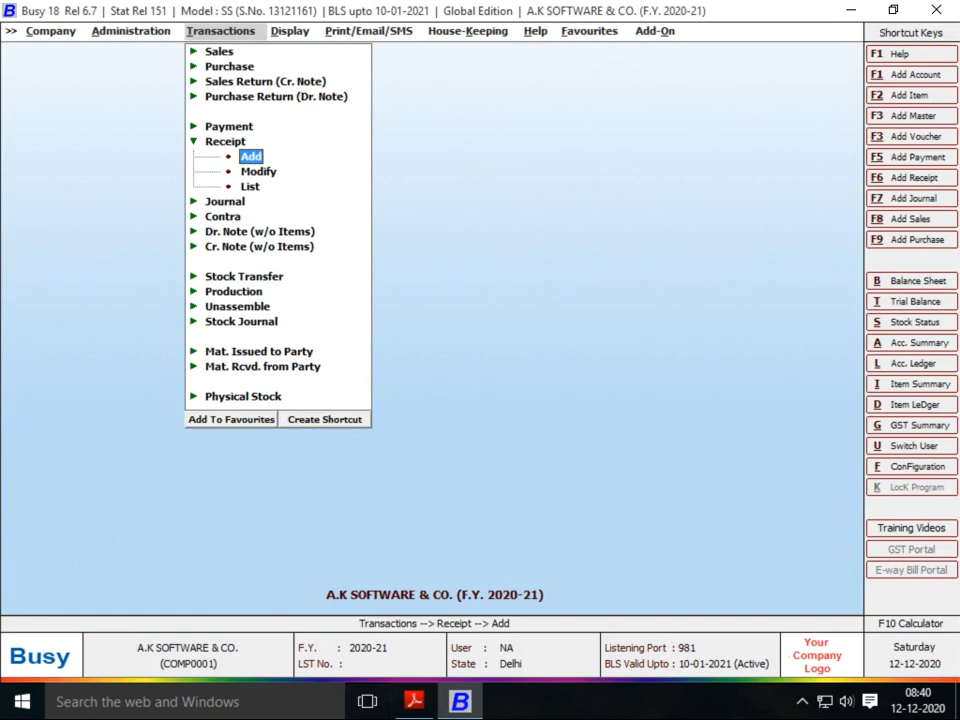 Busy 18 Rel 6.7 | Stat Rel 151 | Model : SS (S.No. 13121161) | BLS upto 10-01-2021 | Global Edition | A.K SOFTWARE & CO. (F.Y. 2020-21)
>> Company Administration Transactions Display Print/Email/SMS House-Keeping Help Favourites Add-On
Sales
Purchase
Sales Return (Cr. Note)
Purchase Return (Dr. Note)
Payment
Receipt
Add
Modify
List
Journal
Contra
Dr. Note (w/o Items)
Cr. Note (w/o Items)
Stock Transfer
Production
Unassemble
Stock Journal
Mat. Issued to Party
Mat. Rcvd. from Party
Physical Stock
Add To Favourites Create Shortcut
Shortcut Keys
F1 Help
F1 Add Account
F2 Add Item
F3 Add Master
F3 Add Voucher
F5 Add Payment
F6 Add Receipt
F7 Add Journal
F8 Add Sales
F9 Add Purchase
B Balance Sheet
T Trial Balance
S Stock Status
A Acc. Summary
L Acc. Ledger
I Item Summary
D Item LeDger
G GST Summary
U Switch User
F ConFiguration
K LocK Program
Training Videos
GST Portal
E-way Bill Portal
A.K SOFTWARE & CO. (F.Y. 2020-21)
Transactions --> Receipt --> Add
F10 Calculator
Busy
A.K SOFTWARE & CO.
(COMP0001)
F.Y. : 2020-21
LST No. :
User : NA
State : Delhi
Listening Port : 981
BLS Valid Upto : 10-01-2021 (Active)
Your
Company
Logo
Saturday
12-12-2020
Search the web and Windows
08:40
12-12-2020